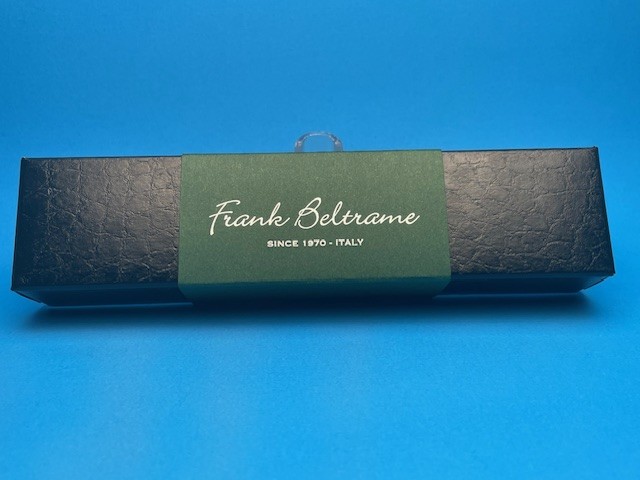 Frank Beltrame
SINCE 1970 - ITALY